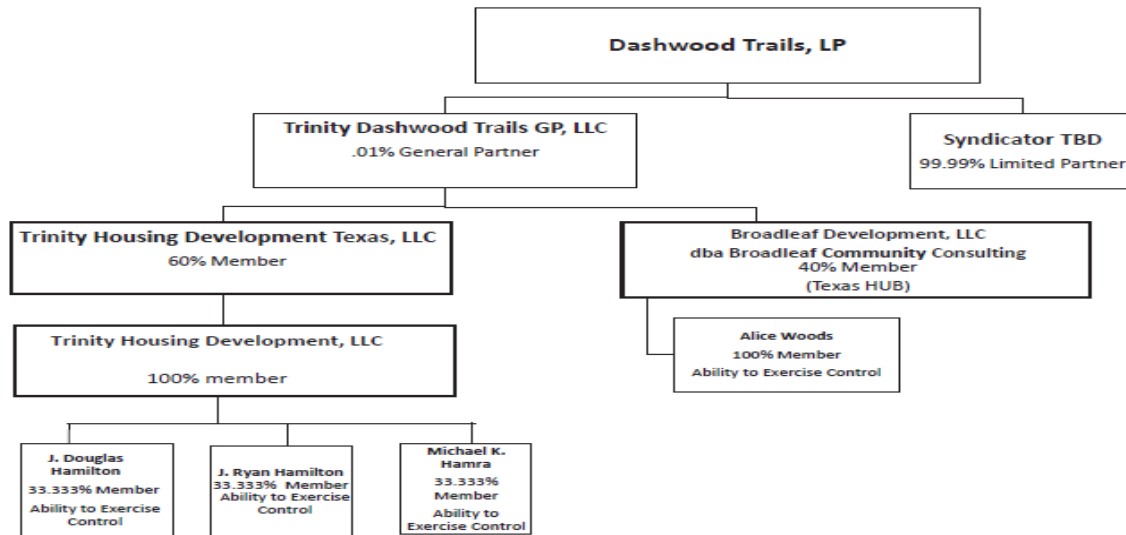 Dashwood Trails, LP
Trinity Dashwood Trails GP, LLC
.01% General Partner
Syndicator TBD
99.99% Limited Partner
Trinity Housing Development Texas, LLC
60% Member
Broadleaf Development, LLC
dba Broadleaf Community Consulting
40% Member
(Texas HUB)
Trinity Housing Development, LLC
100% member
Alice Woods
100% Member
Ability to Exercise Control
J. Douglas
Hamilton
33.333% Member
Ability to Exercise
Control
J. Ryan Hamilton
33.333% Member
Ability to Exercise
Control
Michael K.
Hamra
33.333%
Member
Ability to
Exercise Control